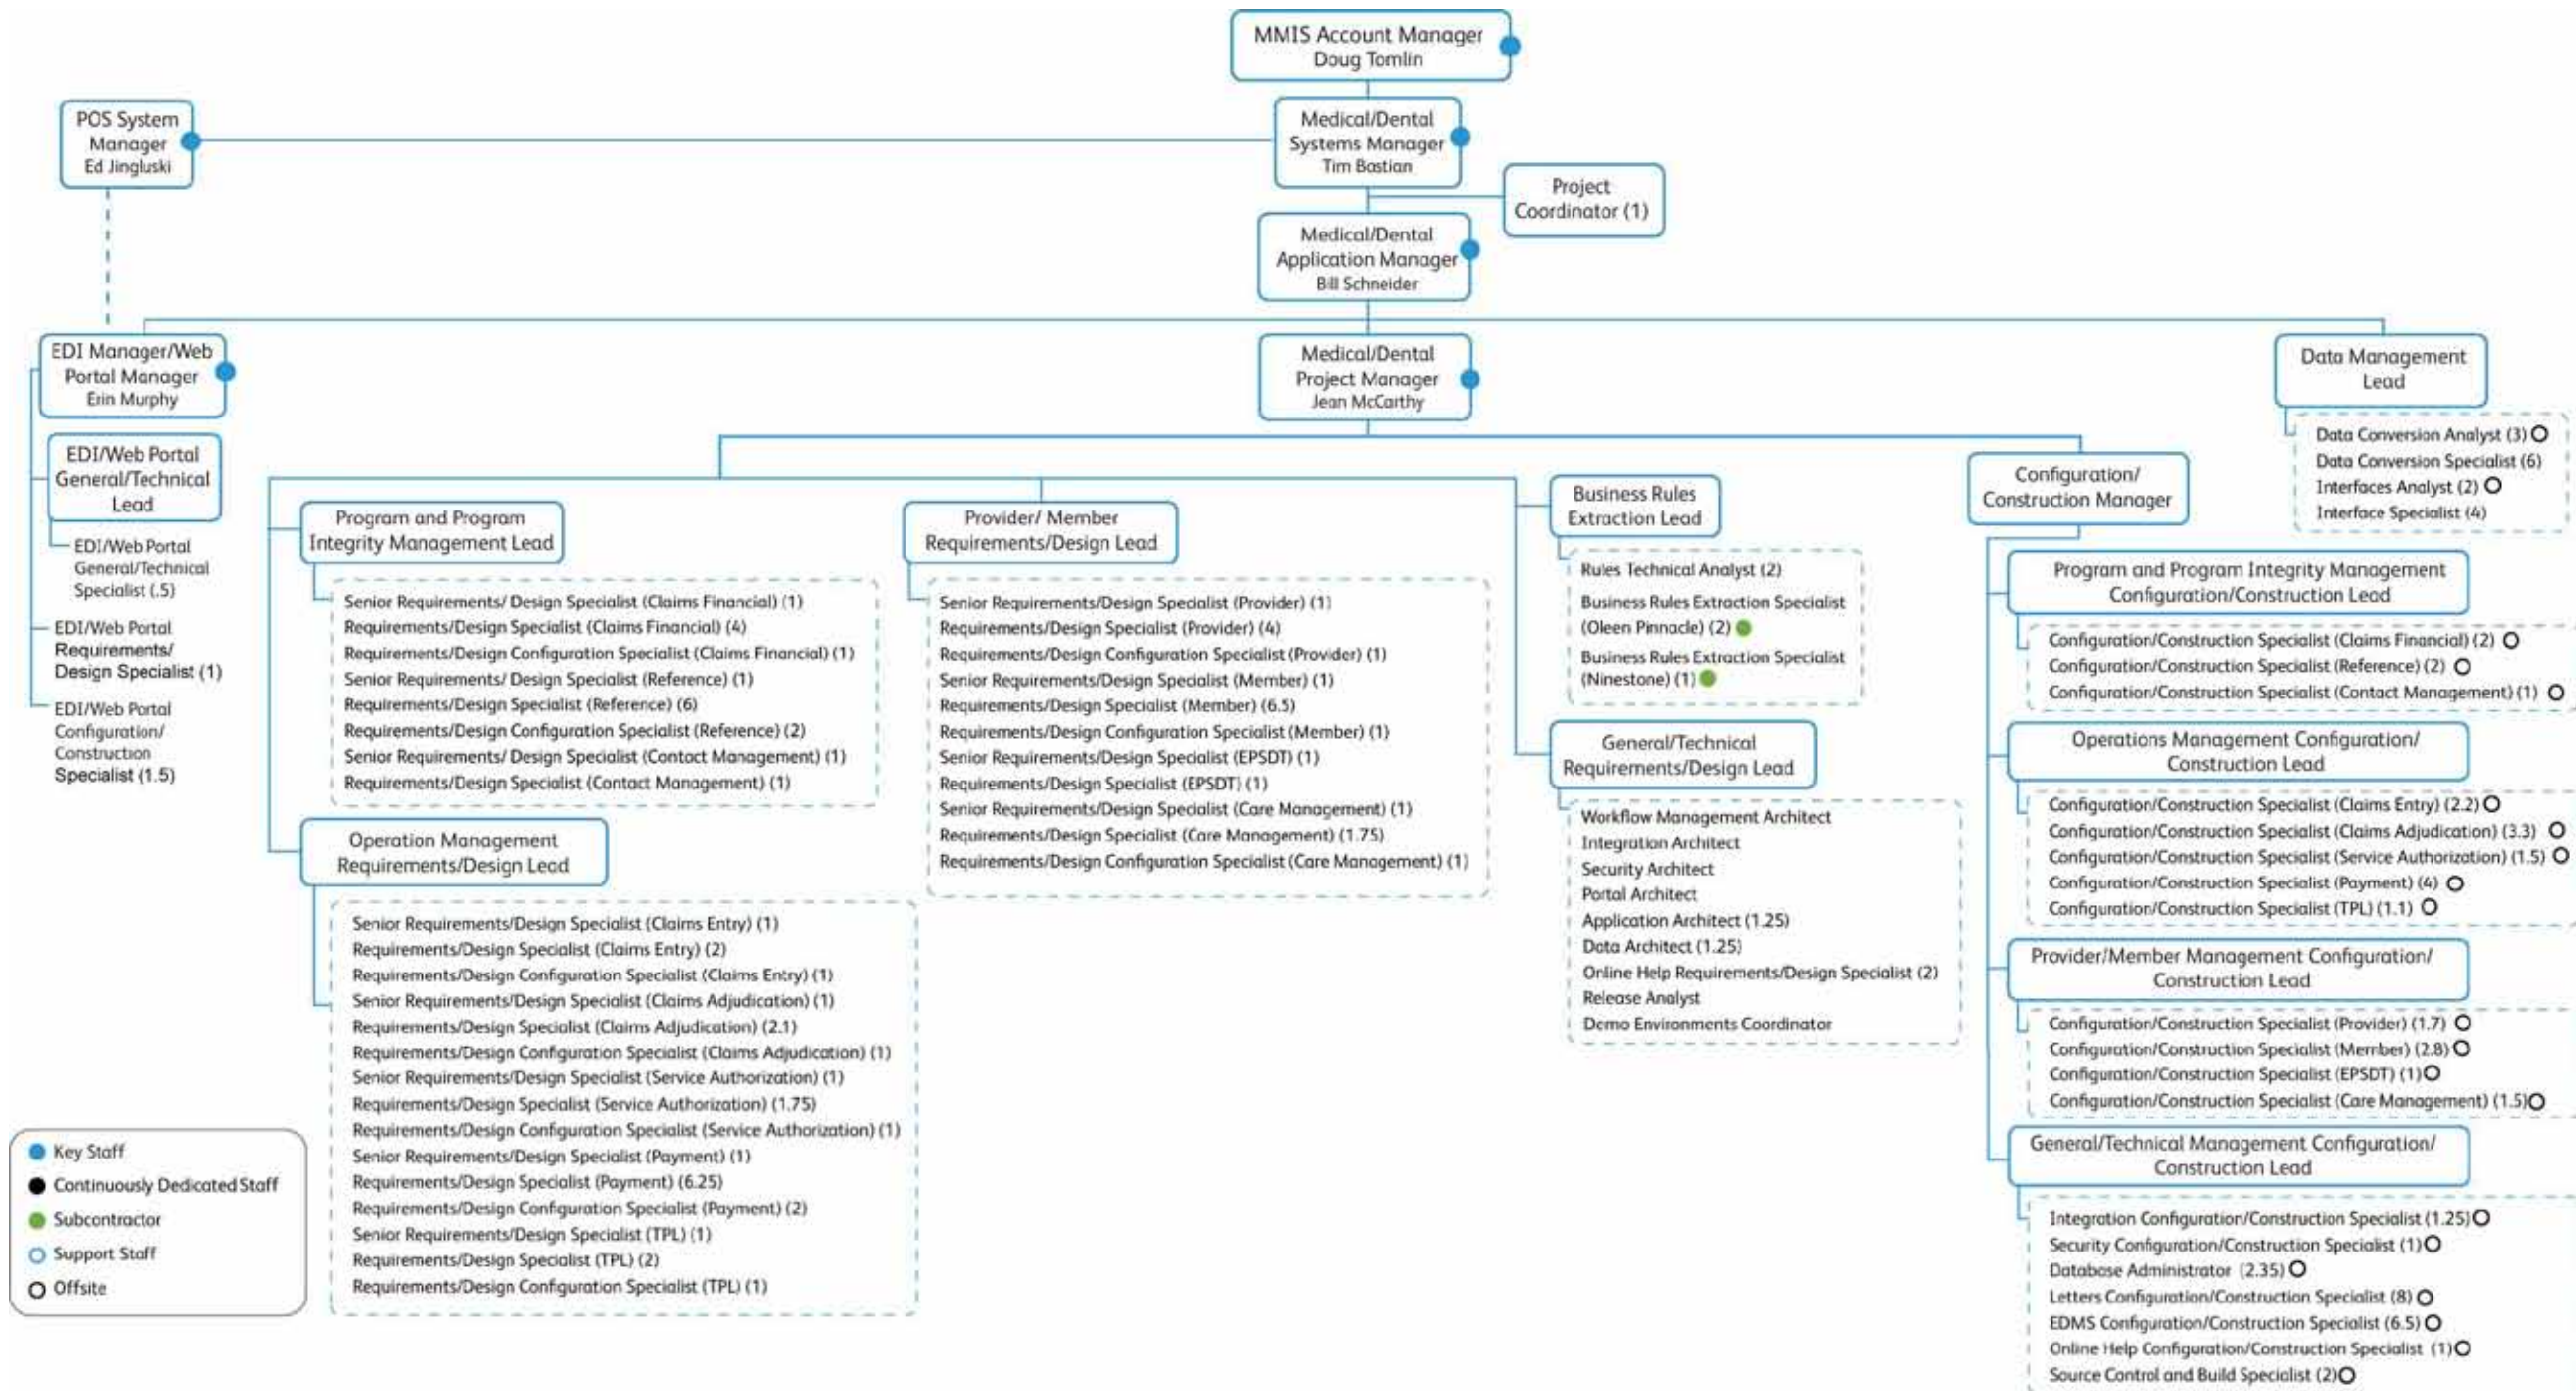 MMIS Account Manager
Doug Tomlin
POS System
Manager
Ed Jingluski
Medical/Dental
Systems Manager
Tim Bastian
Project
Coordinator (1)
Medical/Dental
Application Manager
Bill Schneider
EDI Manager/Web
Portal Manager
Erin Murphy
Medical/Dental
Project Manager
Jean McCarthy
Data Management
Lead
Data Conversion Analyst (3)
Data Conversion Specialist (6)
Interfaces Analyst (2)
Interface Specialist (4)
EDI/Web Portal
General/Technical
Lead
EDI/Web Portal
General/Technical
Specialist (.5)
EDI/Web Portal
Requirements/
Design Specialist (1)
EDI/Web Portal
Configuration/
Construction
Specialist (1.5)
Program and Program
Integrity Management Lead
Senior Requirements/ Design Specialist (Claims Financial) (1)
Requirements/Design Specialist (Claims Financial) (4)
Requirements/Design Configuration Specialist (Claims Financial) (1)
Senior Requirements/ Design Specialist (Reference) (1)
Requirements/Design Specialist (Reference) (6)
Requirements/Design Configuration Specialist (Reference) (2)
Senior Requirements/ Design Specialist (Contact Management) (1)
Requirements/Design Specialist (Contact Management) (1)
Operation Management
Requirements/Design Lead
Senior Requirements/Design Specialist (Claims Entry) (1)
Requirements/Design Specialist (Claims Entry) (2)
Requirements/Design Configuration Specialist (Claims Entry) (1)
Senior Requirements/Design Specialist (Claims Adjudication) (1)
Requirements/Design Specialist (Claims Adjudication) (2.1)
Requirements/Design Configuration Specialist (Claims Adjudication) (1)
Senior Requirements/Design Specialist (Service Authorization) (1)
Requirements/Design Specialist (Service Authorization) (1.75)
Requirements/Design Configuration Specialist (Service Authorization) (1)
Senior Requirements/Design Specialist (Payment) (1)
Requirements/Design Specialist (Payment) (6.25)
Requirements/Design Configuration Specialist (Payment) (2)
Senior Requirements/Design Specialist (TPL) (1)
Requirements/Design Specialist (TPL) (2)
Requirements/Design Configuration Specialist (TPL) (1)
Provider/ Member
Requirements/Design Lead
Senior Requirements/Design Specialist (Provider) (1)
Requirements/Design Specialist (Provider) (4)
Requirements/Design Configuration Specialist (Provider) (1)
Senior Requirements/Design Specialist (Member) (1)
Requirements/Design Specialist (Member) (6.5)
Requirements/Design Configuration Specialist (Member) (1)
Senior Requirements/Design Specialist (EPSDT) (1)
Requirements/Design Specialist (EPSDT) (1)
Senior Requirements/Design Specialist (Care Management) (1)
Requirements/Design Specialist (Care Management) (1.75)
Requirements/Design Configuration Specialist (Care Management) (1)
Business Rules
Extraction Lead
Rules Technical Analyst (2)
Business Rules Extraction Specialist
(Oleen Pinnacle) (2)
Business Rules Extraction Specialist
(Ninestone) (1)
General/Technical
Requirements/Design Lead
Workflow Management Architect
Integration Architect
Security Architect
Portal Architect
Application Architect (1.25)
Data Architect (1.25)
Online Help Requirements/Design Specialist (2)
Release Analyst
Demo Environments Coordinator
Configuration/
Construction Manager
Program and Program Integrity Management
Configuration/Construction Lead
Configuration/Construction Specialist (Claims Financial) (2)
Configuration/Construction Specialist (Reference) (2)
Configuration/Construction Specialist (Contact Management) (1)
Operations Management Configuration/
Construction Lead
Configuration/Construction Specialist (Claims Entry) (2.2)
Configuration/Construction Specialist (Claims Adjudication) (3.3)
Configuration/Construction Specialist (Service Authorization) (1.5)
Configuration/Construction Specialist (Payment) (4)
Configuration/Construction Specialist (TPL) (1.1)
Provider/Member Management Configuration/
Construction Lead
Configuration/Construction Specialist (Provider) (1.7)
Configuration/Construction Specialist (Member) (2.8)
Configuration/Construction Specialist (EPSDT) (1)
Configuration/Construction Specialist (Care Management) (1.5)
General/Technical Management Configuration/
Construction Lead
Integration Configuration/Construction Specialist (1.25)
Security Configuration/Construction Specialist (1)
Database Administrator (2.35)
Letters Configuration/Construction Specialist (8)
EDMS Configuration/Construction Specialist (6.5)
Online Help Configuration/Construction Specialist (1)
Source Control and Build Specialist (2)
Key Staff
Continuously Dedicated Staff
Subcontractor
Support Staff
Offsite